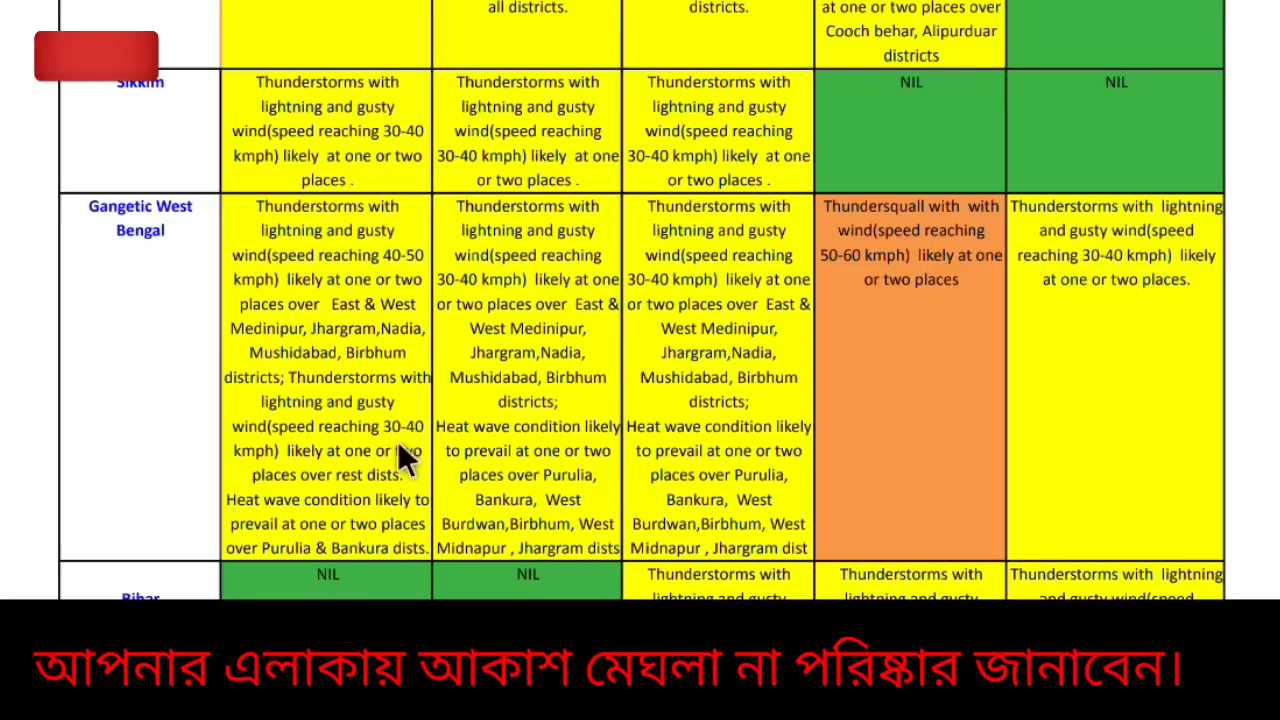 all districts.
districts.
at one or two places over
Cooch behar, Alipurduar
districts
Sikkim
Thunderstorms with
lightning and gusty
wind(speed reaching 30-40
kmph) likely at one or two
places .
Thunderstorms with
lightning and gusty
wind(speed reaching
30-40 kmph) likely at one
or two places .
Thunderstorms with
lightning and gusty
wind(speed reaching
30-40 kmph) likely at one
or two places .
NIL
NIL
Gangetic West
Bengal
Thunderstorms with
lightning and gusty
wind(speed reaching 40-50
kmph) likely at one or two
places over East & West
Medinipur, Jhargram,Nadia,
Mushidabad, Birbhum
districts; Thunderstorms with
lightning and gusty
wind(speed reaching 30-40
kmph) likely at one or two
places over rest dists.
Heat wave condition likely to
prevail at one or two places
over Purulia & Bankura dists.
Thunderstorms with
lightning and gusty
wind(speed reaching
30-40 kmph) likely at one
or two places over East &
West Medinipur,
Jhargram,Nadia,
Mushidabad, Birbhum
districts;
Heat wave condition likely
to prevail at one or two
places over Purulia,
Bankura, West
Burdwan,Birbhum, West
Midnapur , Jhargram dists
Thunderstorms with
lightning and gusty
wind(speed reaching
30-40 kmph) likely at one
or two places over East &
West Medinipur,
Jhargram,Nadia,
Mushidabad, Birbhum
districts;
Heat wave condition likely
to prevail at one or two
places over Purulia,
Bankura, West
Burdwan,Birbhum, West
Midnapur , Jhargram dist
Thundersquall with with
wind(speed reaching
50-60 kmph) likely at one
or two places
Thunderstorms with lightning
and gusty wind(speed
reaching 30-40 kmph) likely
at one or two places.
Bihar
NIL
NIL
Thunderstorms with
lightning and gusty
Thunderstorms with
lightning and gusty
Thunderstorms with lightning
and gusty wind(speed
আপনার এলাকায় আকাশ মেঘলা না পরিষ্কার জানাবেন।